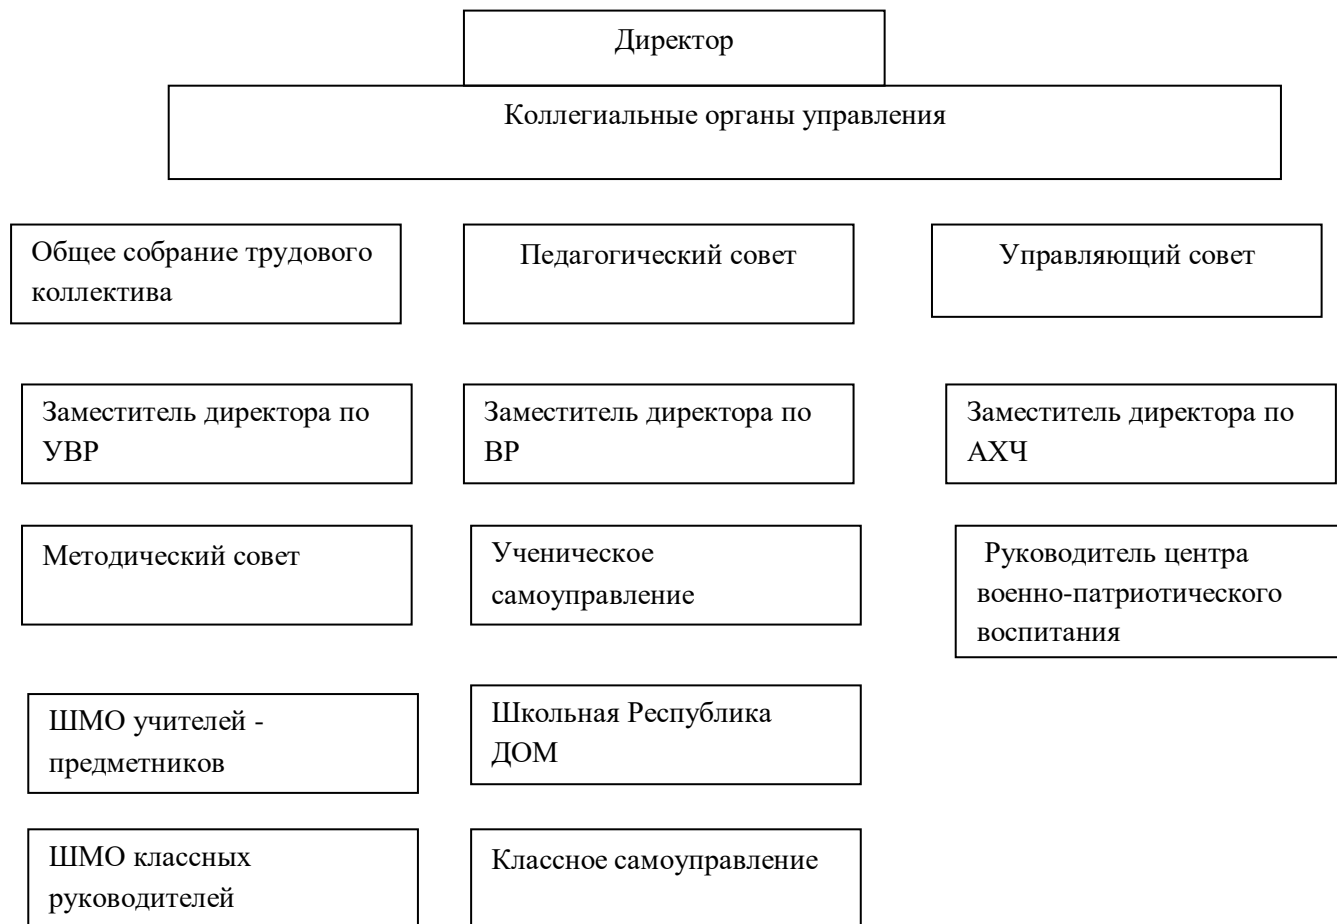 Директор
Коллегиальные органы управления
Общее собрание трудового
коллектива
Педагогический совет
Управляющий совет
Заместитель директора по
УВР
Заместитель директора по
ВР
Заместитель директора по
АХЧ
Методический совет
Ученическое
самоуправление
Руководитель центра
военно-патриотического
воспитания
ШМО учителей -
предметников
Школьная Республика
ДОМ
ШМО классных
руководителей
Классное самоуправление